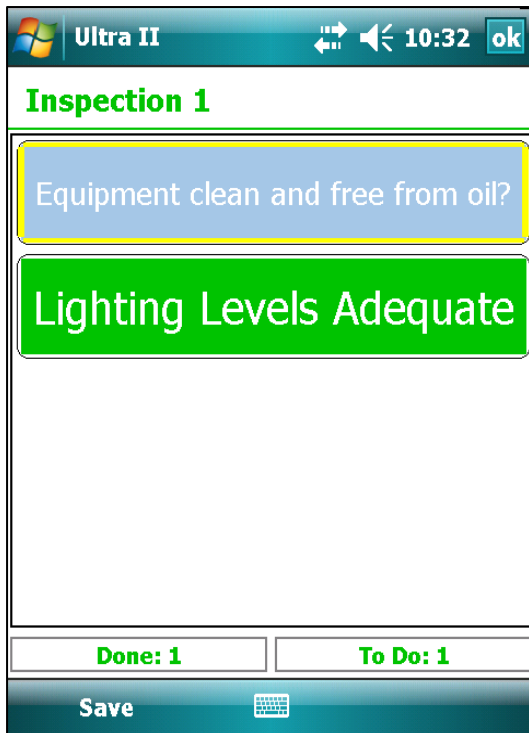 Ultra II 10:32 ok
Inspection 1
Equipment clean and free from oil?
Lighting Levels Adequate
Done: 1 To Do: 1
Save